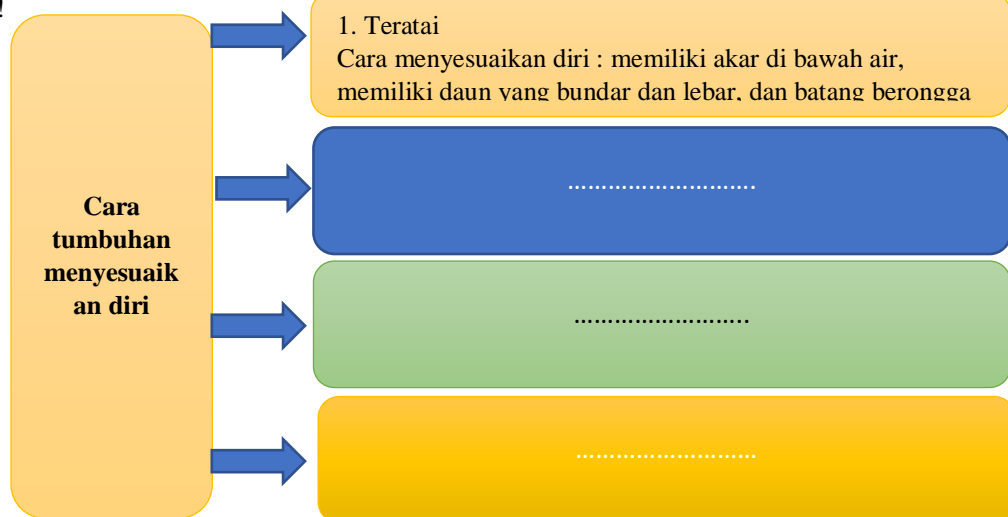 !
1. Teratai
Cara menyesuaikan diri : memiliki akar di bawah air,
memiliki daun yang bundar dan lebar, dan batang berongga
............................
Cara
tumbuhan
menyesuaik
an diri
..........................
...........................